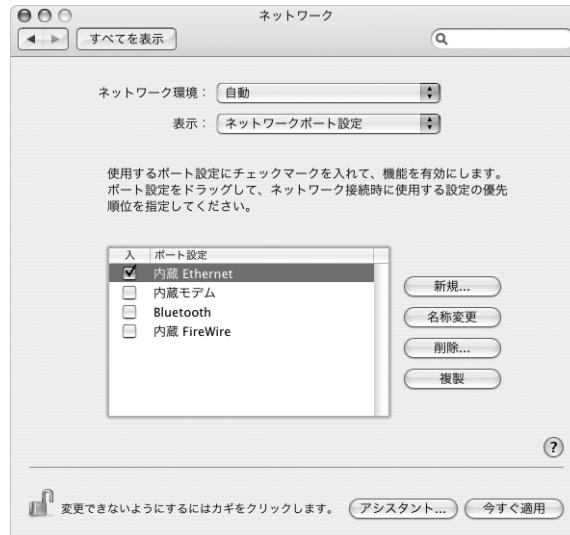 ネットワーク
すべてを表示
ネットワーク環境： 自動
表示： ネットワークポート設定
使用するポート設定にチェックマークを入れて、機能を有効にします。
ポート設定をドラッグして、ネットワーク接続時に使用する設定の優先
順位を指定してください。
入 ポート設定
内蔵 Ethernet
内蔵モデム
Bluetooth
内蔵 FireWire
新規...
名称変更
削除...
複製
?
変更できないようにするにはカギをクリックします。 アシスタント... 今すぐ適用